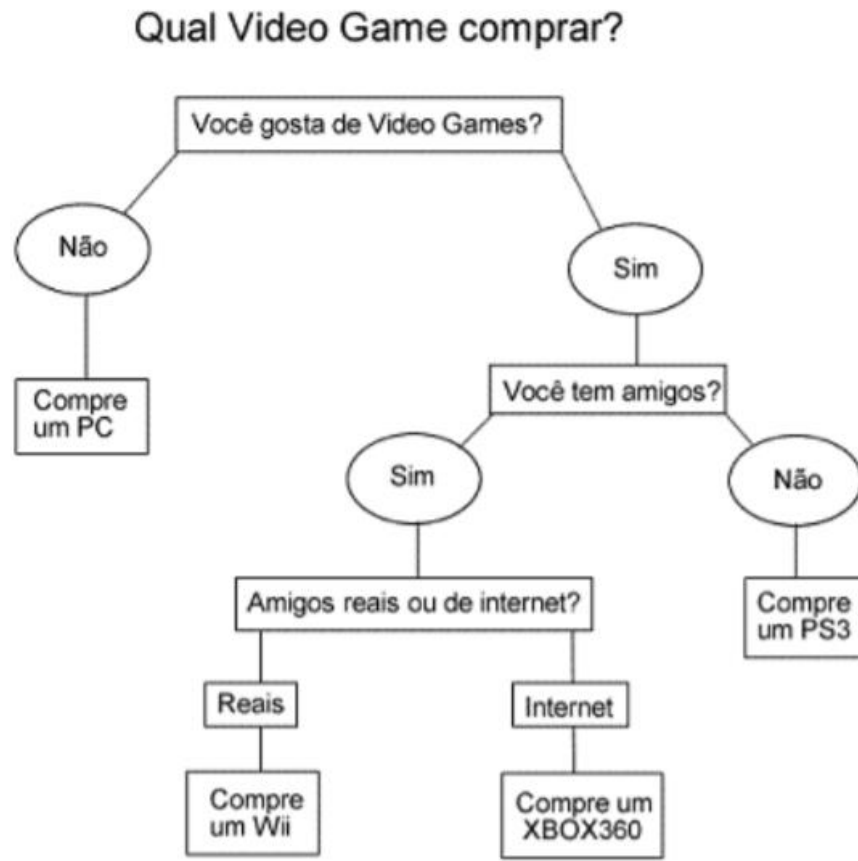 Qual Video Game comprar?
Você gosta de Video Games?
Não
Sim
Compre
um PC
Você tem amigos?
Sim
Não
Amigos reais ou de internet?
Compre
um PS3
Reais
Internet
Compre
um Wii
Compre um
XBOX360